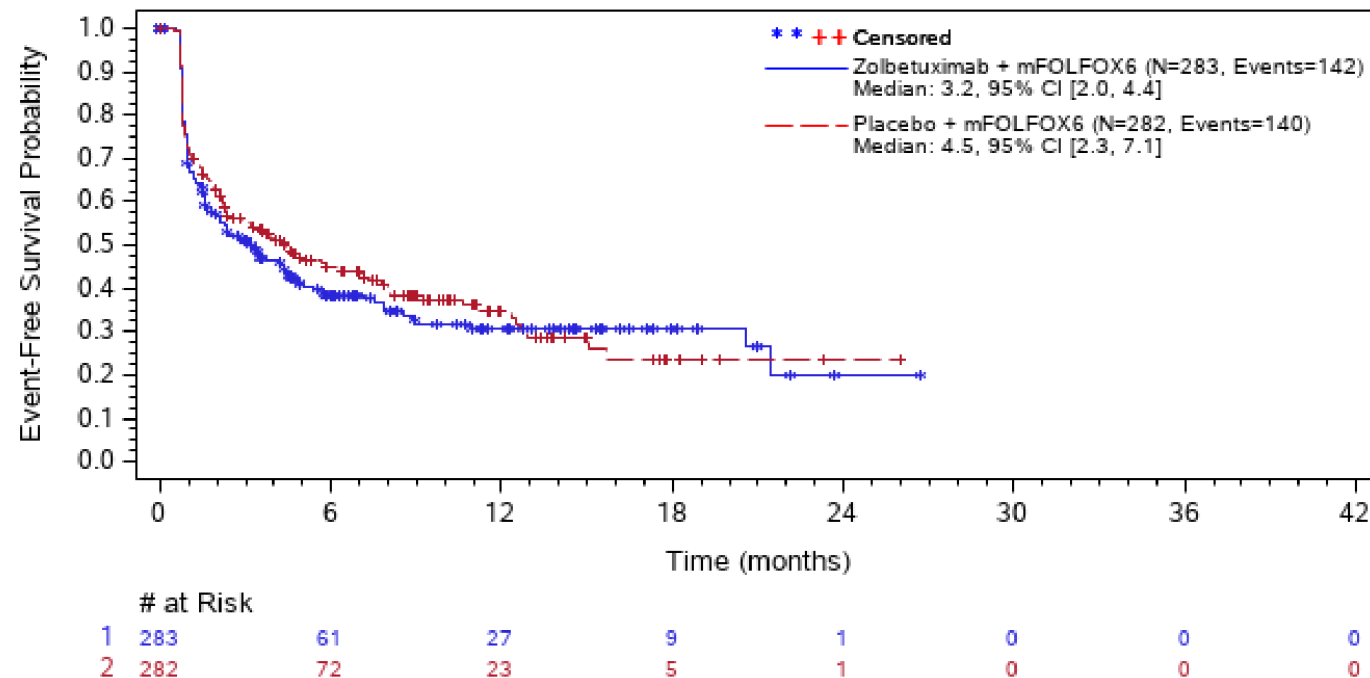 ** ++ Censored
Zolbetuximab + mFOLFOX6 (N=283, Events=142)
Median: 3.2, 95% CI [2.0, 4.4]
Placebo + mFOLFOX6 (N=282, Events=140)
Median: 4.5, 95% CI [2.3, 7.1]
Event-Free Survival Probability
1.0
0.9
0.8
0.7
0.6
0.5
0.4
0.3
0.2
0.1
0.0
0 6 12 18 24 30 36 42
Time (months)
# at Risk
1 283 61 27 9 1 0 0 0
2 282 72 23 5 1 0 0 0